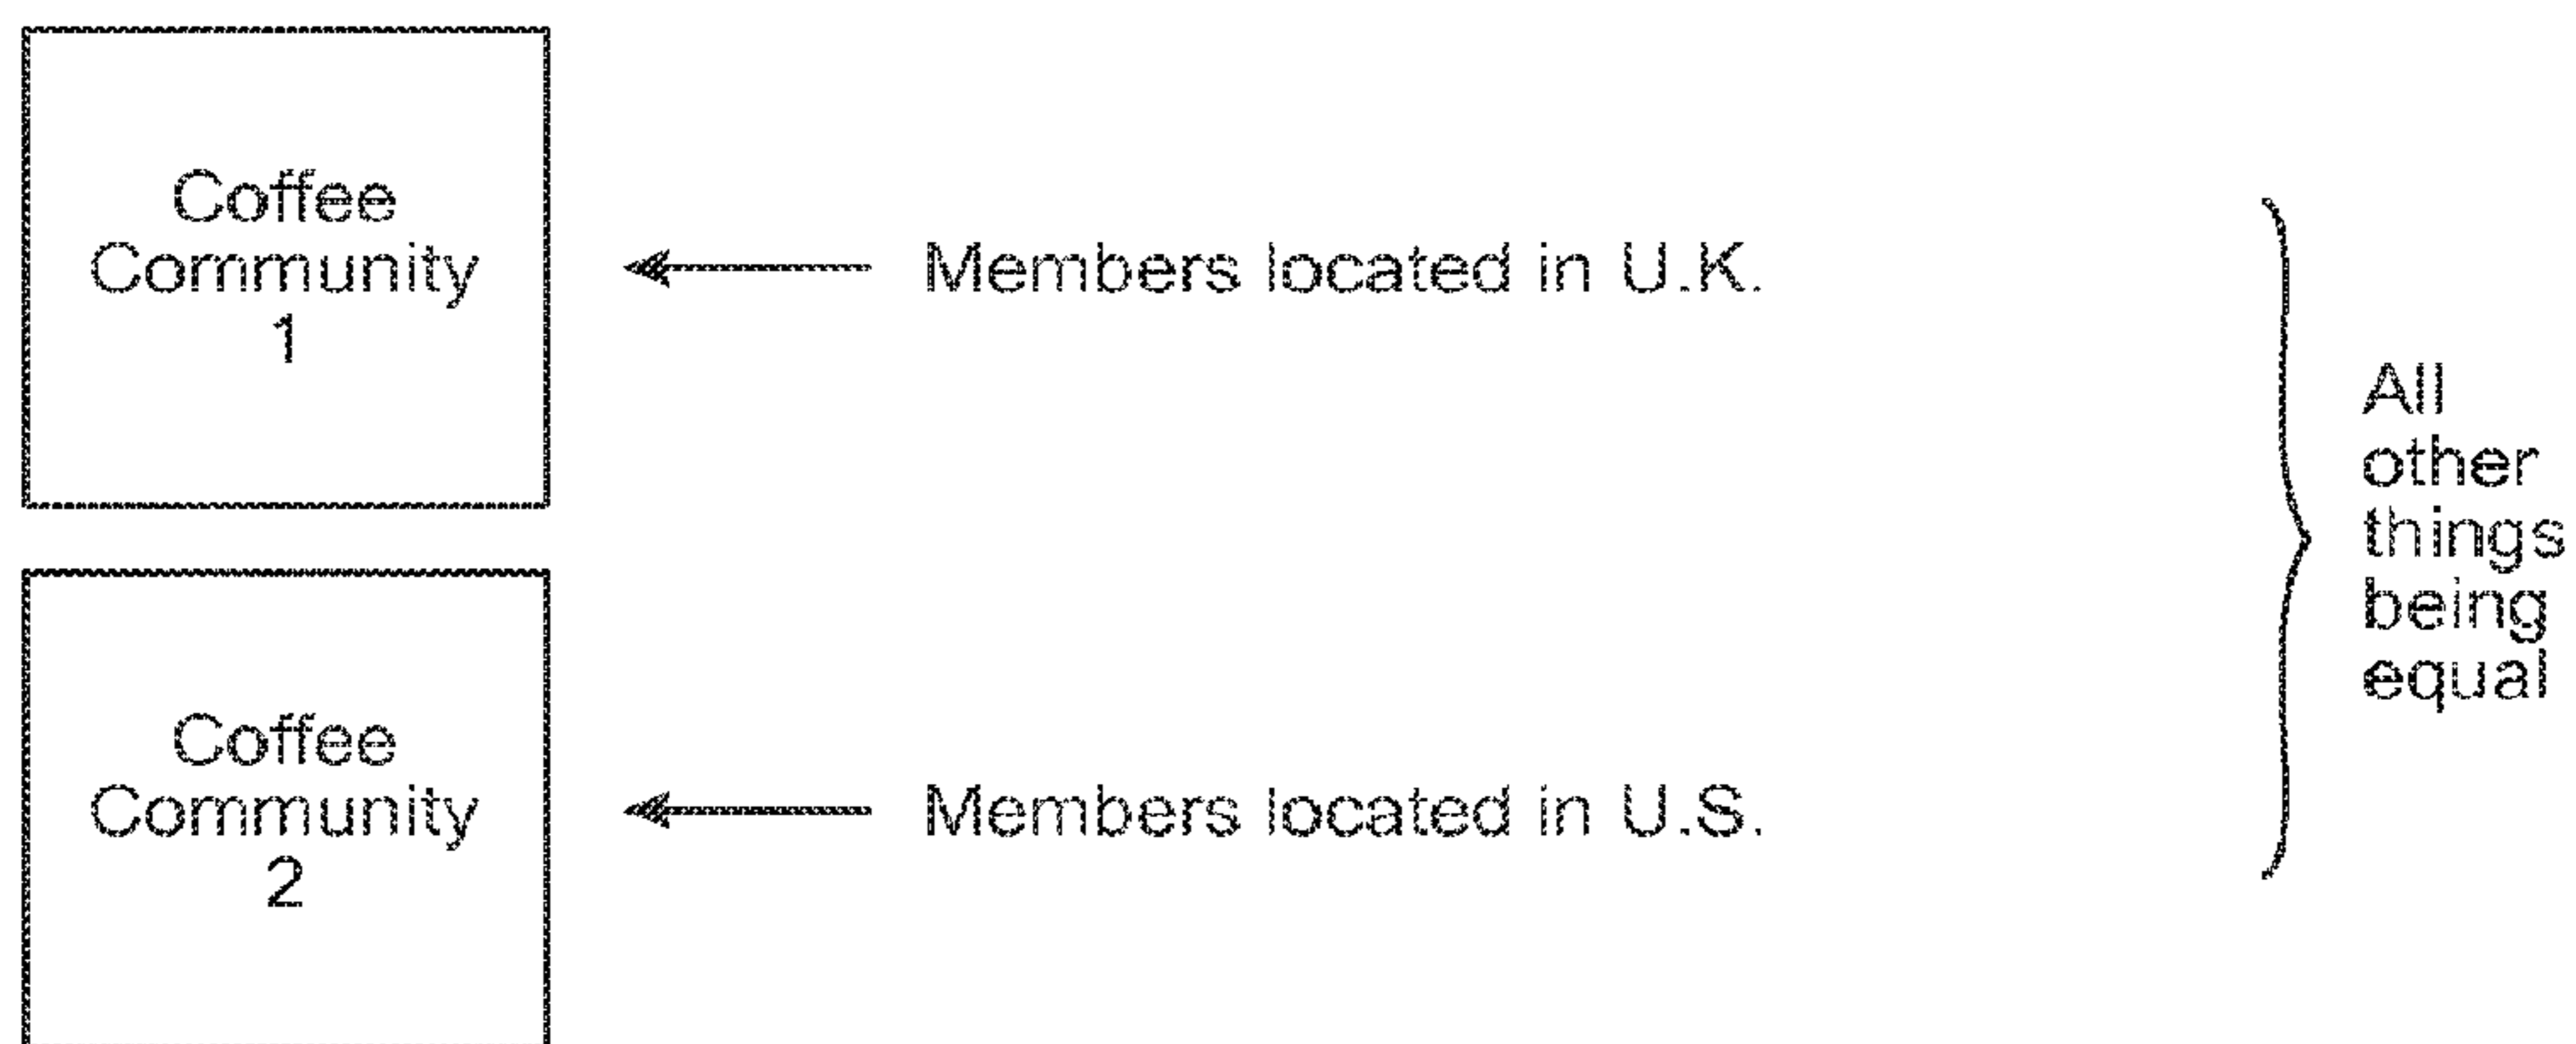 Coffee
Community
1
Members located in U.K.
Coffee
Community
2
Members located in U.S.
All
other
things
being
equal